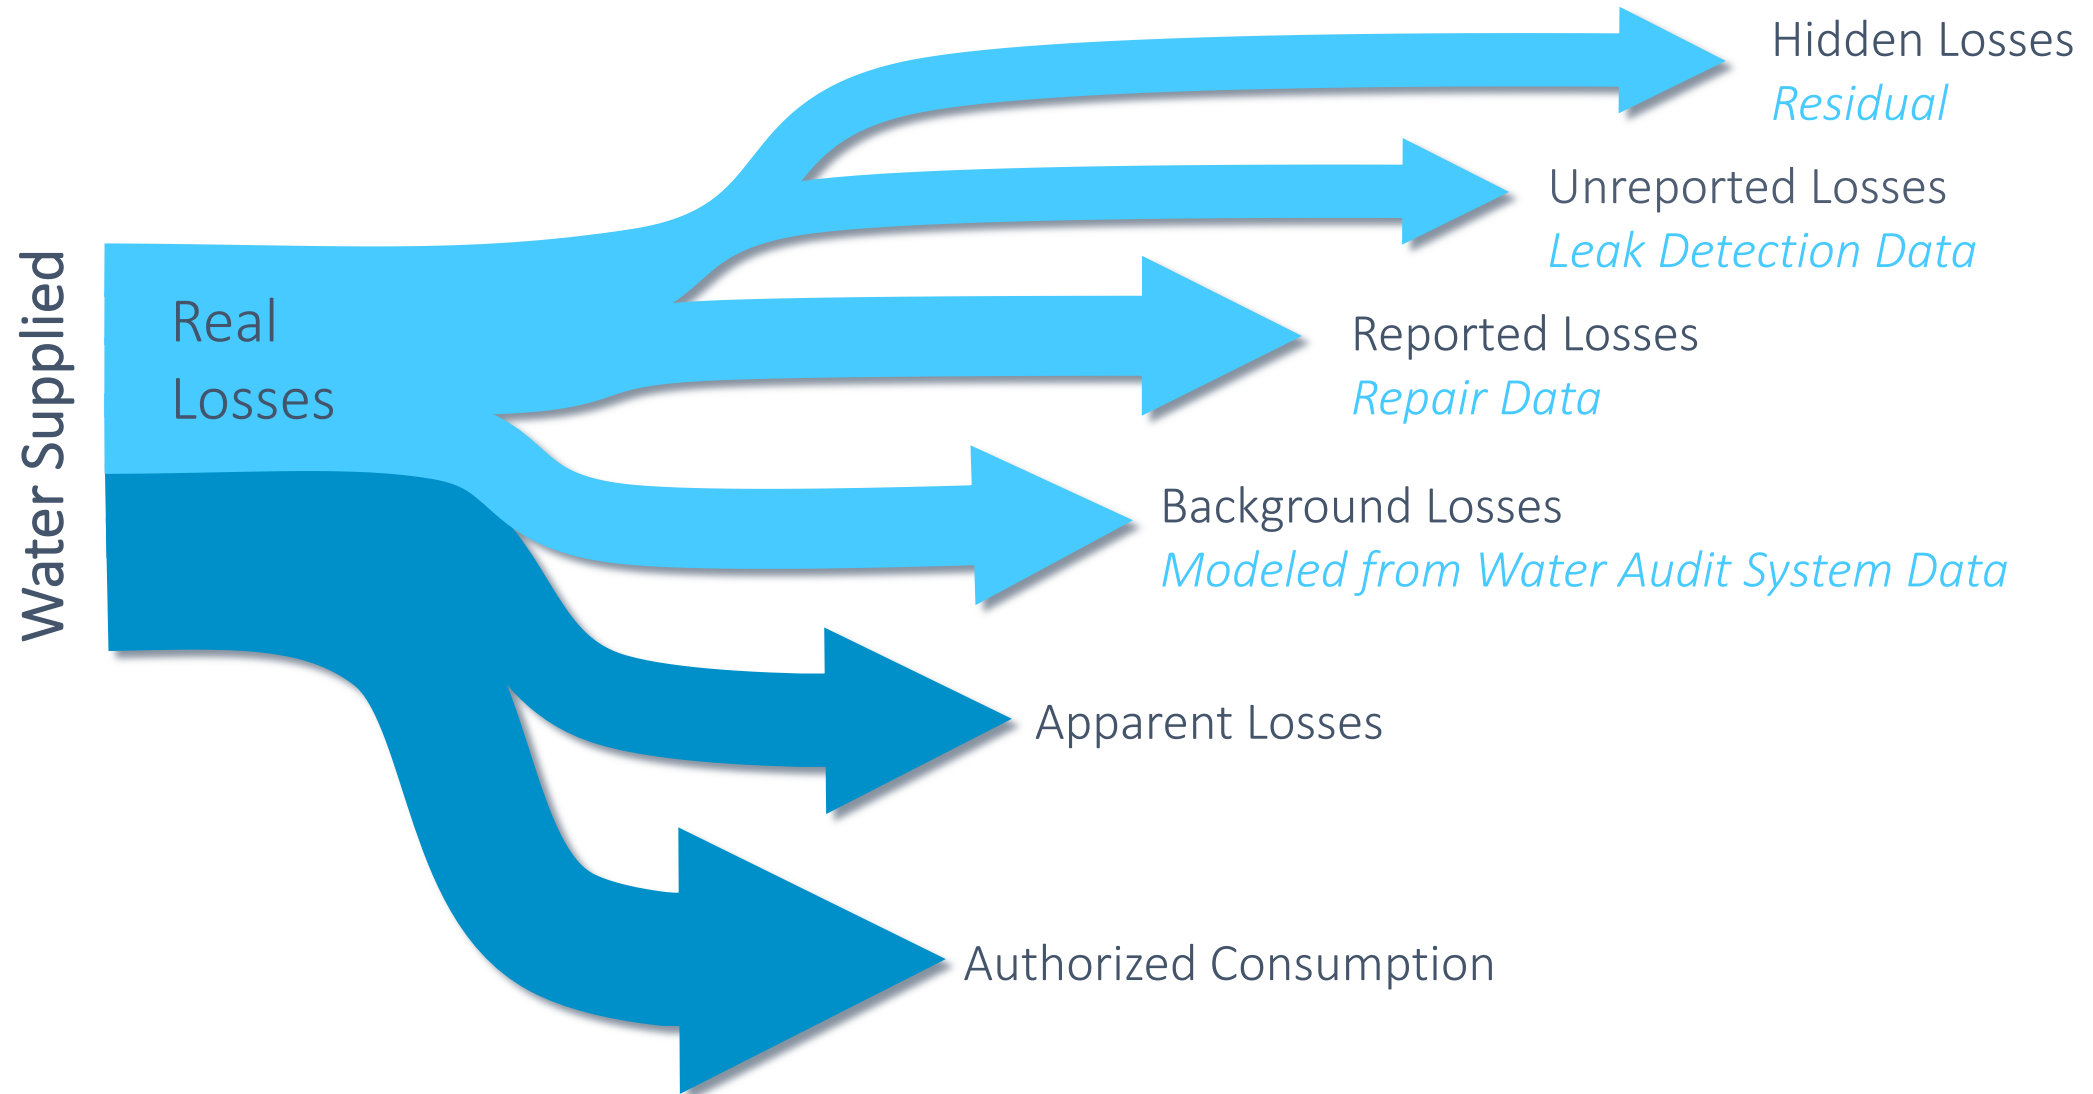 Water Supplied
Real
Losses
Hidden Losses
Residual
Unreported Losses
Leak Detection Data
Reported Losses
Repair Data
Background Losses
Modeled from Water Audit System Data
Apparent Losses
Authorized Consumption